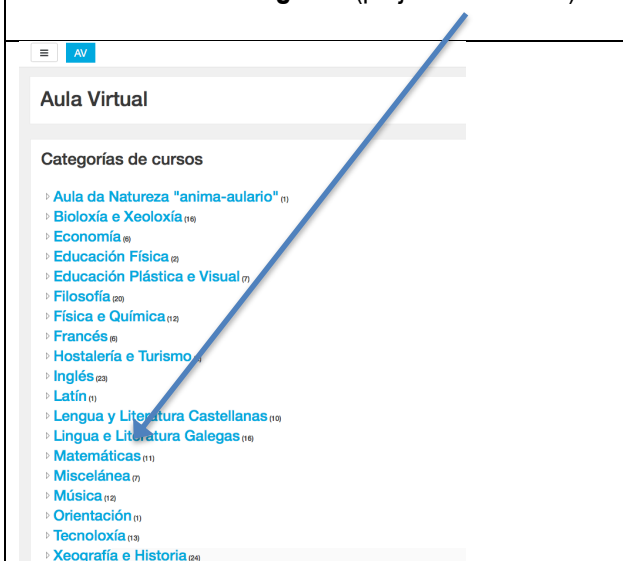 AV
Aula Virtual
Categorías de cursos
Aula da Natureza "anima-aulario" (1)
Bioloxía e Xeoloxía (16)
Economía (6)
Educación Física (2)
Educación Plástica e Visual (7)
Filosofía (20)
Física e Química (12)
Francés (6)
Hostalería e Turismo
Inglés (23)
Latín (1)
Lengua y Literatura Castellanas (10)
Lingua e Literatura Galegas (16)
Matemáticas (11)
Miscelánea (7)
Música (12)
Orientación (1)
Tecnoloxía (13)
Xeografía e Historia (24)